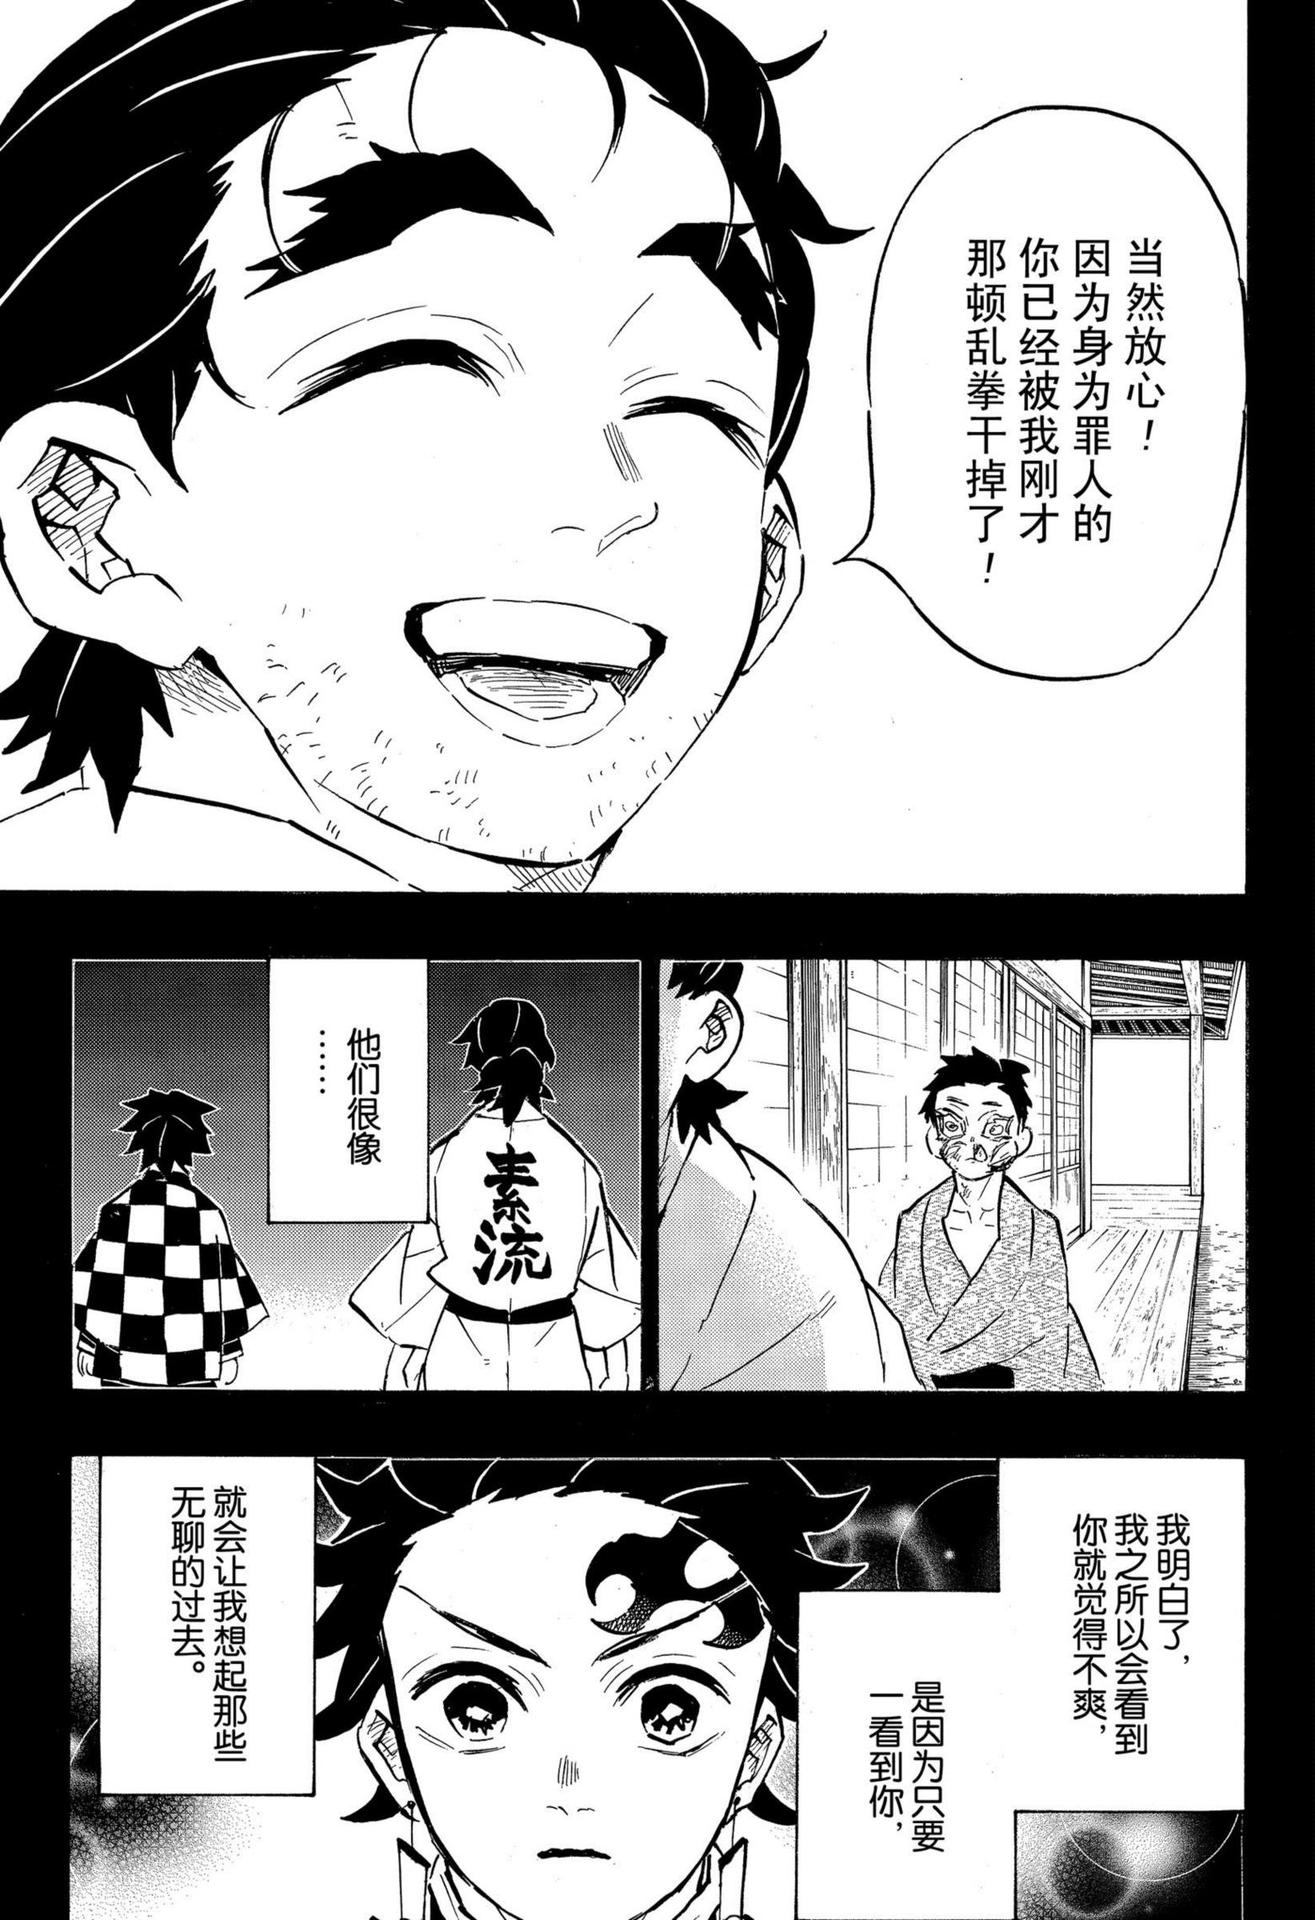 当然放心！
因为身为罪人的
你已经被我刚才
那顿乱拳干掉了！
他们很像
……
素流
我明白了，
我之所以会看到
你就觉得不爽，
是因为只要
一看到你，
就会让我想起那些
无聊的过去。